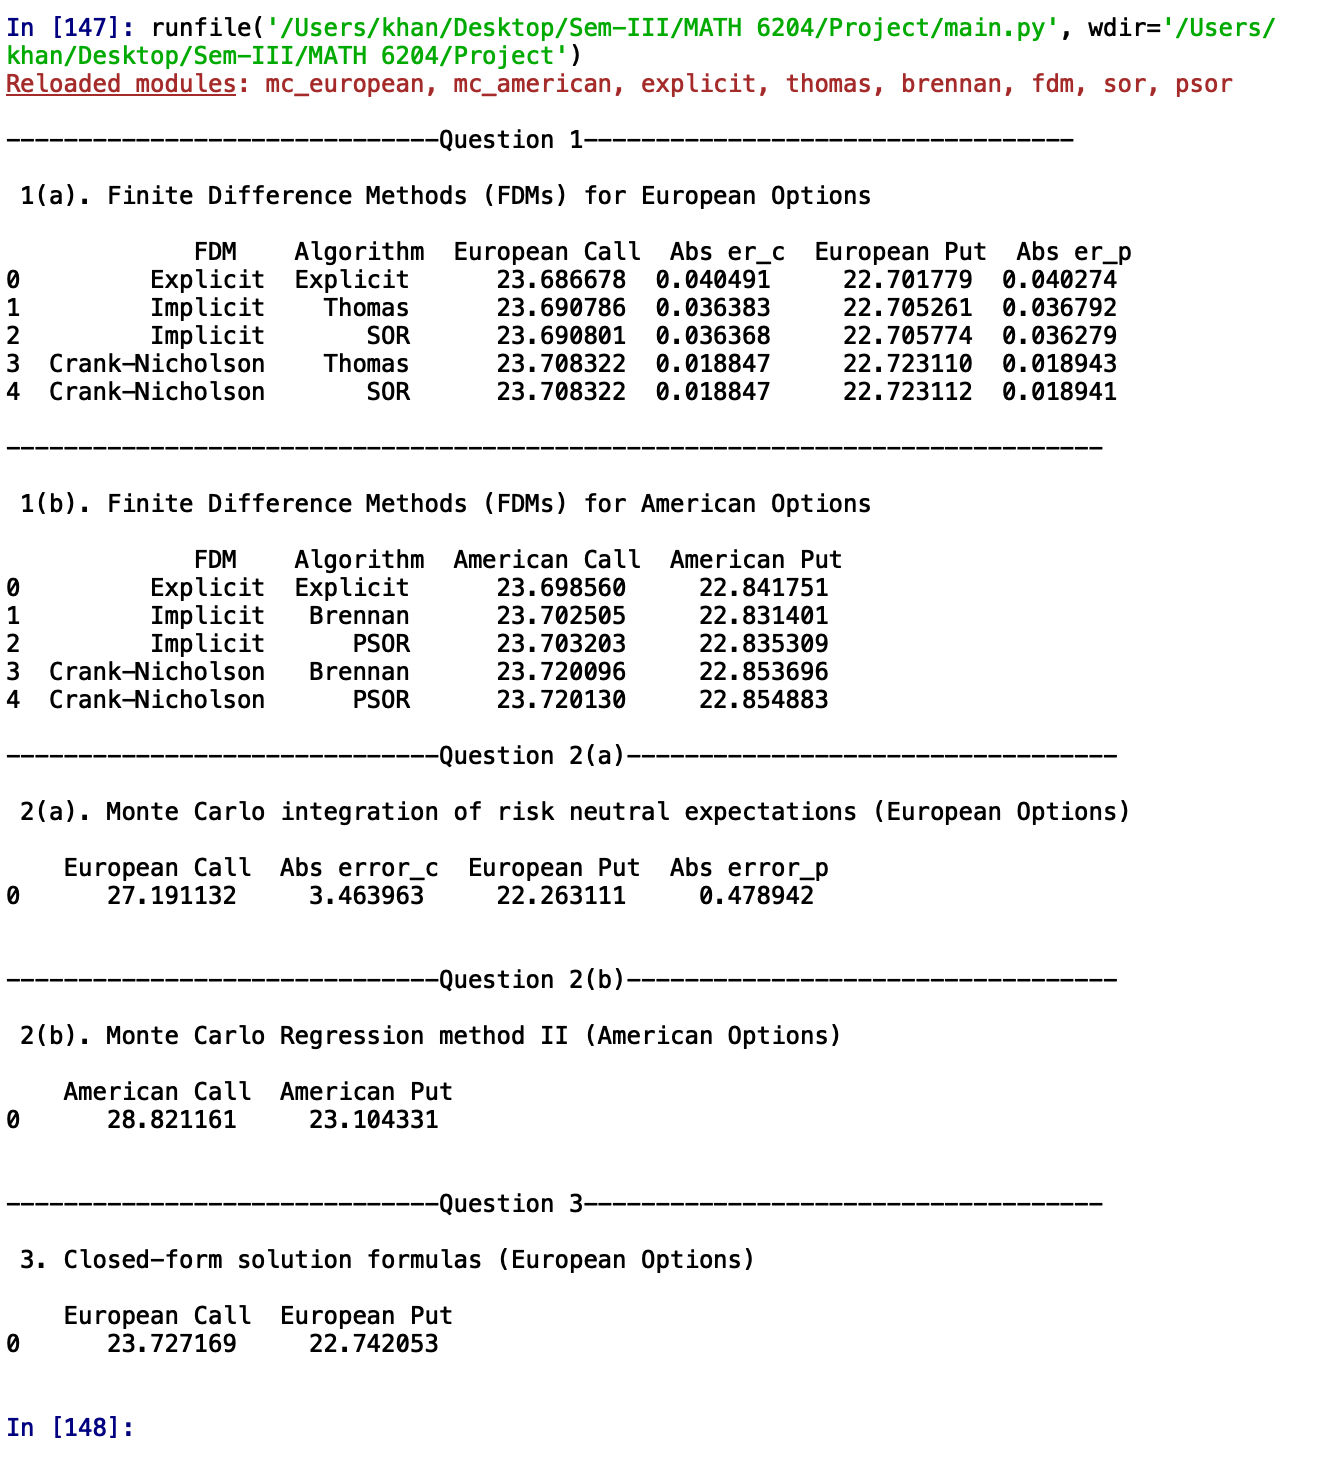 In [147]: runfile('/Users/khan/Desktop/Sem-III/MATH 6204/Project/main.py', wdir='/Users/
khan/Desktop/Sem-III/MATH 6204/Project')
Reloaded modules: mc_european, mc_american, explicit, thomas, brennan, fdm, sor, psor
------------------------------Question 1----------------------------------
1(a). Finite Difference Methods (FDMs) for European Options
FDM Algorithm European Call Abs er_c European Put Abs er_p
0 Explicit Explicit 23.686678 0.040491 22.701779 0.040274
1 Implicit Thomas 23.690786 0.036383 22.705261 0.036792
2 Implicit SOR 23.690801 0.036368 22.705774 0.036279
3 Crank-Nicholson Thomas 23.708322 0.018847 22.723110 0.018943
4 Crank-Nicholson SOR 23.708322 0.018847 22.723112 0.018941
----------------------------------------------------------------------------
1(b). Finite Difference Methods (FDMs) for American Options
FDM Algorithm American Call American Put
0 Explicit Explicit 23.698560 22.841751
1 Implicit Brennan 23.702505 22.831401
2 Implicit PSOR 23.703203 22.835309
3 Crank-Nicholson Brennan 23.720096 22.853696
4 Crank-Nicholson PSOR 23.720130 22.854883
------------------------------Question 2(a)----------------------------------
2(a). Monte Carlo integration of risk neutral expectations (European Options)
European Call Abs error_c European Put Abs error_p
0 27.191132 3.463963 22.263111 0.478942
------------------------------Question 2(b)----------------------------------
2(b). Monte Carlo Regression method II (American Options)
American Call American Put
0 28.821161 23.104331
------------------------------Question 3------------------------------------
3. Closed-form solution formulas (European Options)
European Call European Put
0 23.727169 22.742053
In [148]: